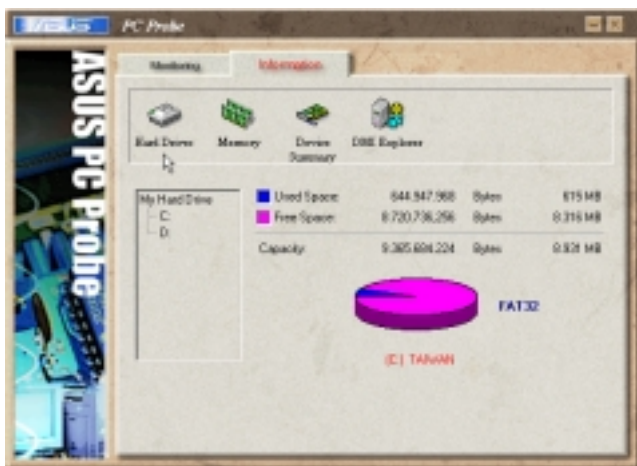 ASUS PC Probe
ASUS PC Probe
Monitoring Information
Hard Drives Memory Device Summary DMI Explorer
My Hard Drive
C:
D:
Used Space: 644,947,968 Bytes 615 MB
Free Space: 8,720,736,256 Bytes 8,316 MB
Capacity: 9,365,684,224 Bytes 8,931 MB
FAT32
(C) TAIWAN